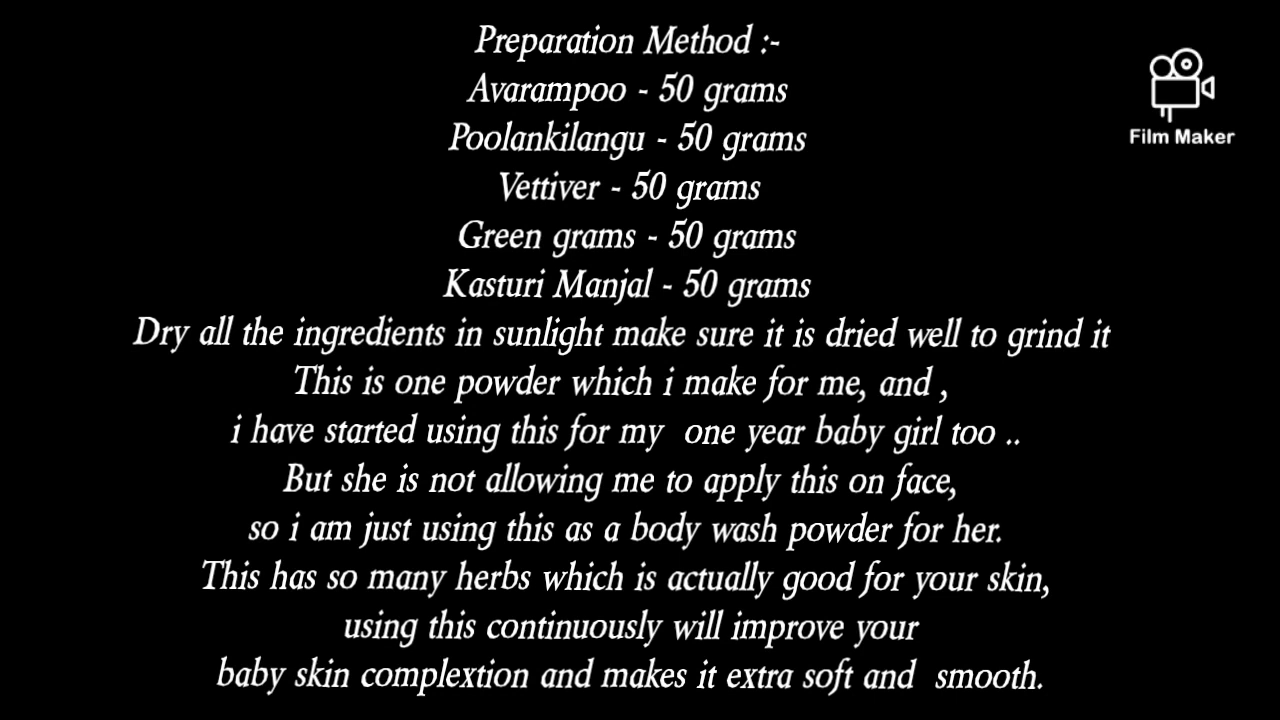 Preparation Method :-
Avarampoo - 50 grams
Poolankilangu - 50 grams
Vettiver - 50 grams
Green grams - 50 grams
Kasturi Manjal - 50 grams
Dry all the ingredients in sunlight make sure it is dried well to grind it
This is one powder which i make for me, and ,
i have started using this for my  one year baby girl too ..
But she is not allowing me to apply this on face,
so i am just using this as a body wash powder for her.
This has so many herbs which is actually good for your skin,
using this continuously will improve your
baby skin complextion and makes it extra soft and  smooth.
Film Maker